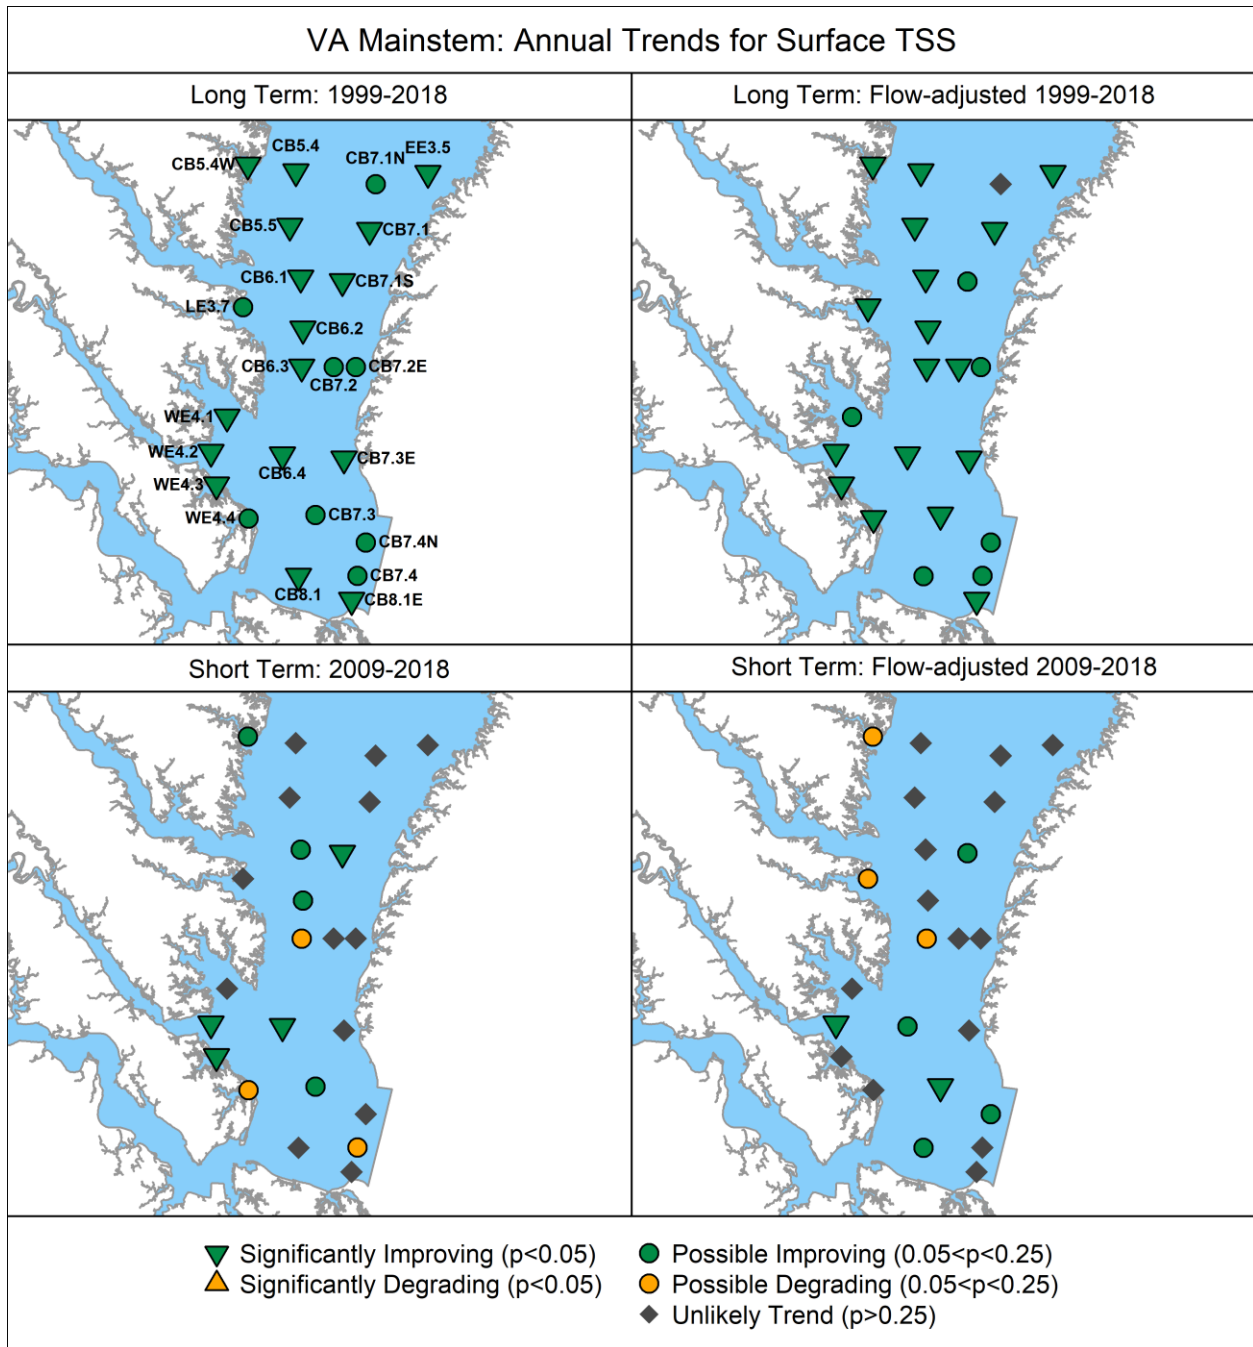 VA Mainstem: Annual Trends for Surface TSS
Long Term: 1999-2018
Long Term: Flow-adjusted 1999-2018
CB5.4W
CB5.4
CB7.1N
EE3.5
CB5.5
CB7.1
CB6.1
CB7.1S
LE3.7
CB6.2
CB6.3
CB7.2
CB7.2E
WE4.1
WE4.2
CB6.4
CB7.3E
WE4.3
WE4.4
CB7.3
CB7.4N
CB7.4
CB8.1
CB8.1E
Short Term: 2009-2018
Short Term: Flow-adjusted 2009-2018
Significantly Improving (p<0.05)
Significantly Degrading (p<0.05)
Possible Improving (0.05<p<0.25)
Possible Degrading (0.05<p<0.25)
Unlikely Trend (p>0.25)